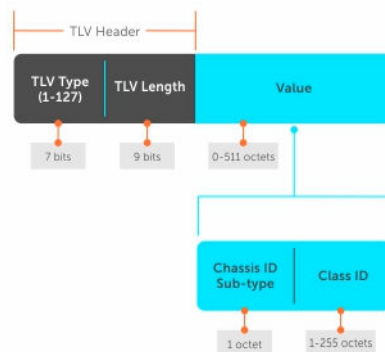 TLV Header
TLV Type
(1-127)
TLV Length
Value
7 bits
9 bits
0-511 octets
Chassis ID
Sub-type
Class ID
1 octet
1-255 octets